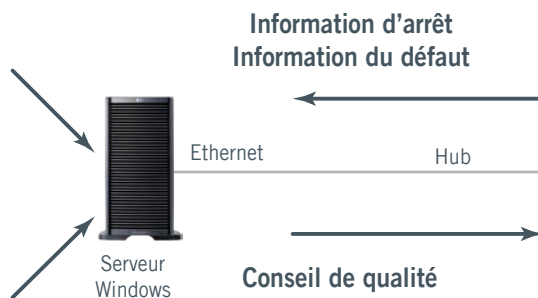 Information d’arrêt
Information du défaut
Ethernet
Hub
Serveur
Windows
Conseil de qualité